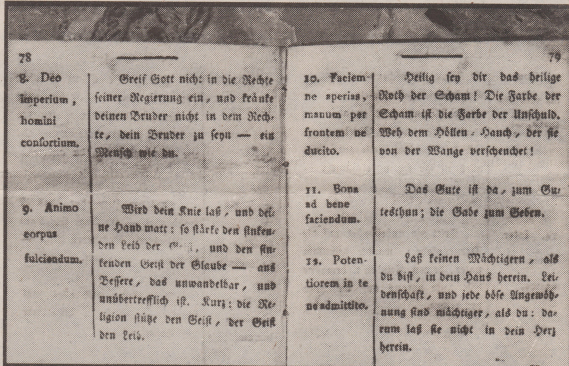 78
8. Deo
imperium,
homini
consortium.
Greif Gott nicht in die Rechte
seiner Regierung ein, und kränke
deinen Bruder nicht in dem Rech-
te, dein Bruder zu seyn — ein
Mensch wie du.
9. Animo
corpus
fulciendum.
Wird dein Knie laß, und dei-
ne Hand matt: so stärke den sinken-
den Leib der , und den sin-
kenden Geist der Glaube — ans
Bessere, das unwandelbar, und
unübertrefflich ist. Kurz: die Re-
ligion stütze den Geist, der Geist
den Leib.
79
10. Faciem
ne aperias,
manum per
frontem ne
ducito.
Heilig sey dir das heilige
Roth der Scham! Die Farbe der
Scham ist die Farbe der Unschuld.
Weh dem Höllen-Hauch, der sie
von der Wange verscheuchet!
11. Bona
ad bene
faciendum.
Das Gute ist da, zum Gu-
testhun; die Gabe zum Geben.
12. Poten-
tiorem in te
ne admittito.
Laß keinen Mächtigern, als
du bist, in dein Haus herein. Lei-
denschaft, und jede böse Angewöh-
nung sind mächtiger, als du: da-
rum laß sie nicht in dein Herz
herein.